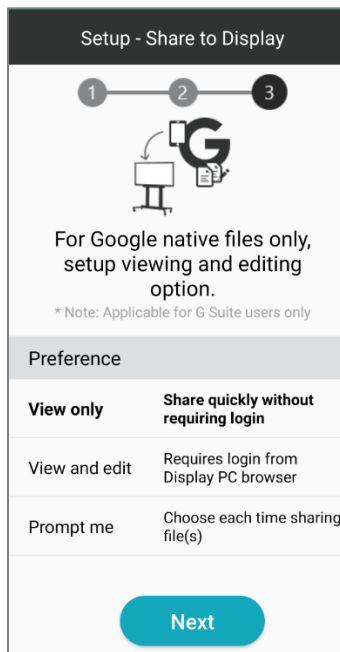 Setup - Share to Display
1 2 3
G
For Google native files only,
setup viewing and editing
option.
* Note: Applicable for G Suite users only
Preference
View only Share quickly without
requiring login
View and edit Requires login from
Display PC browser
Prompt me Choose each time sharing
file(s)
Next